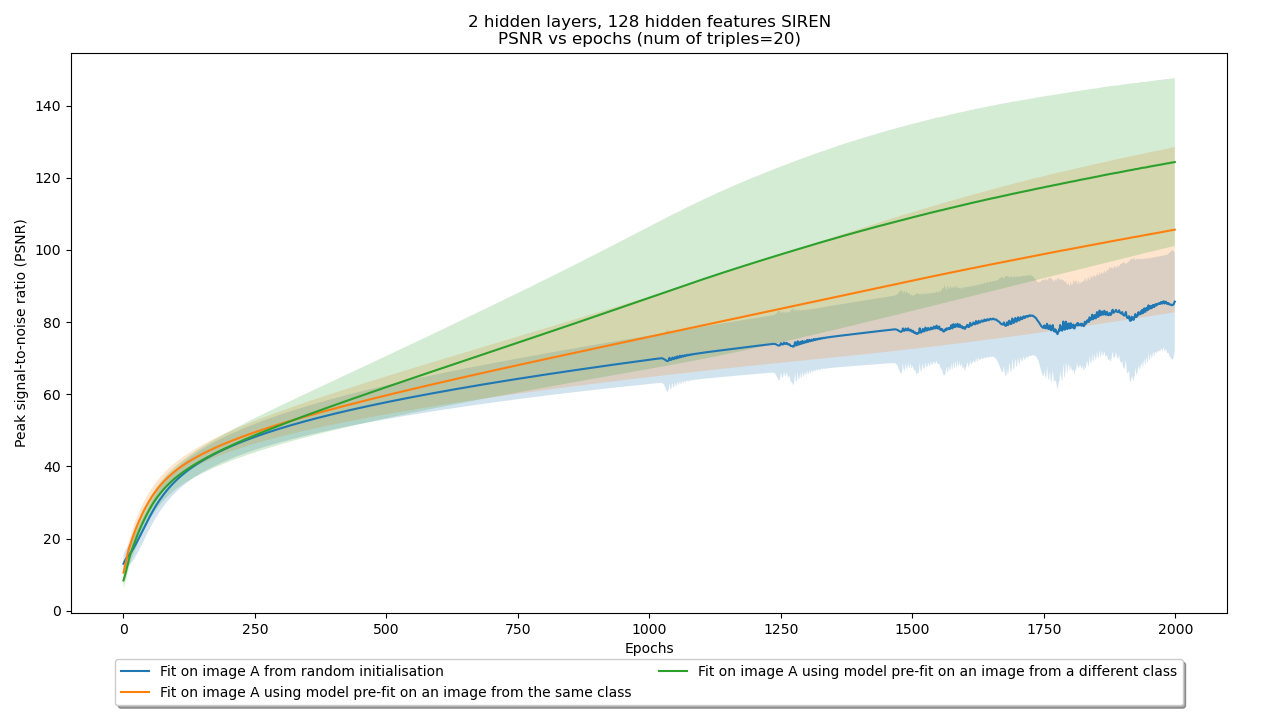 2 hidden layers, 128 hidden features SIREN
PSNR vs epochs (num of triples=20)
Peak signal-to-noise ratio (PSNR)
140
120
100
80
60
40
20
0
0 250 500 750 1000 1250 1500 1750 2000
Epochs
Fit on image A from random initialisation
Fit on image A using model pre-fit on an image from the same class
Fit on image A using model pre-fit on an image from a different class